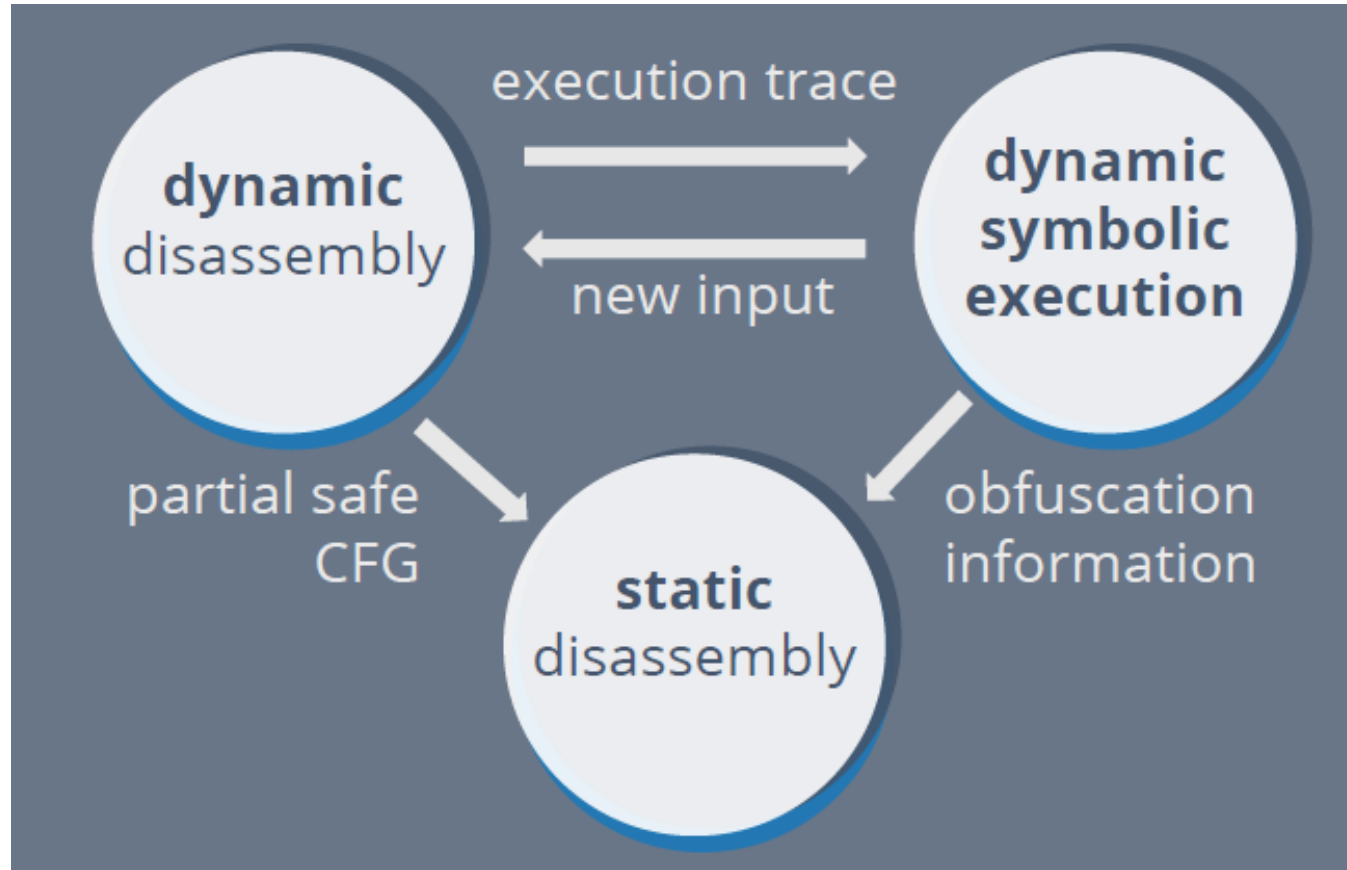 execution trace
dynamic
disassembly
dynamic
symbolic
execution
new input
partial safe
CFG
obfuscation
information
static
disassembly